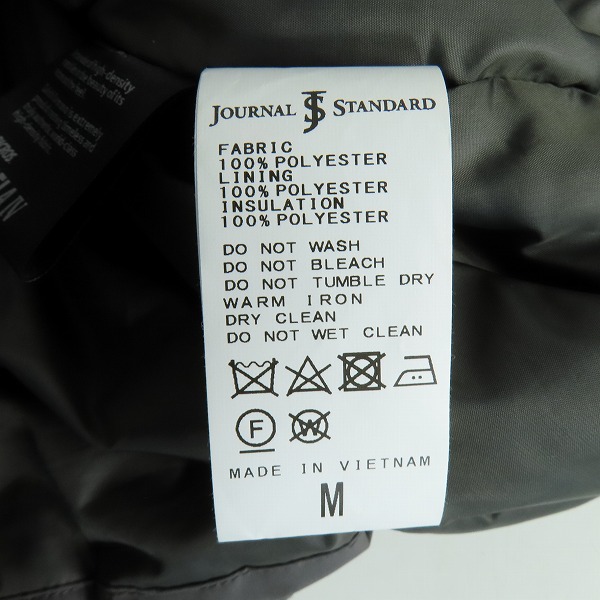 JOURNAL JS STANDARD
FABRIC
100% POLYESTER
LINING
100% POLYESTER
INSULATION
100% POLYESTER
DO NOT WASH
DO NOT BLEACH
DO NOT TUMBLE DRY
WARM IRON
DRY CLEAN
DO NOT WET CLEAN
F W
MADE IN VIETNAM
M